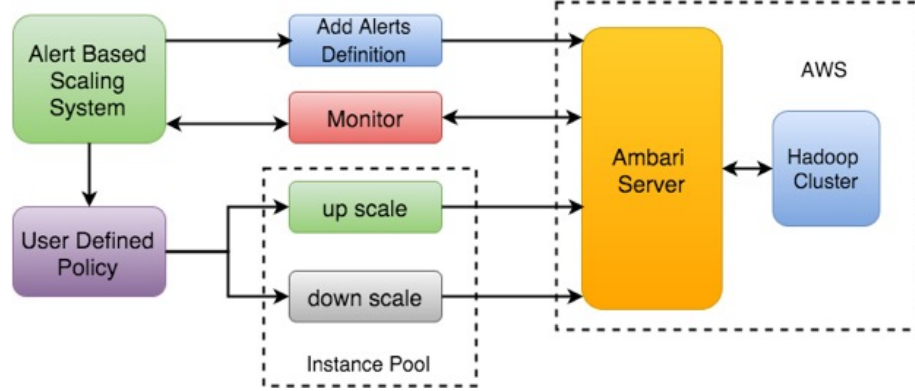 Alert Based
Scaling
System
Add Alerts
Definition
Monitor
User Defined
Policy
up scale
down scale
Instance Pool
Ambari
Server
AWS
Hadoop
Cluster